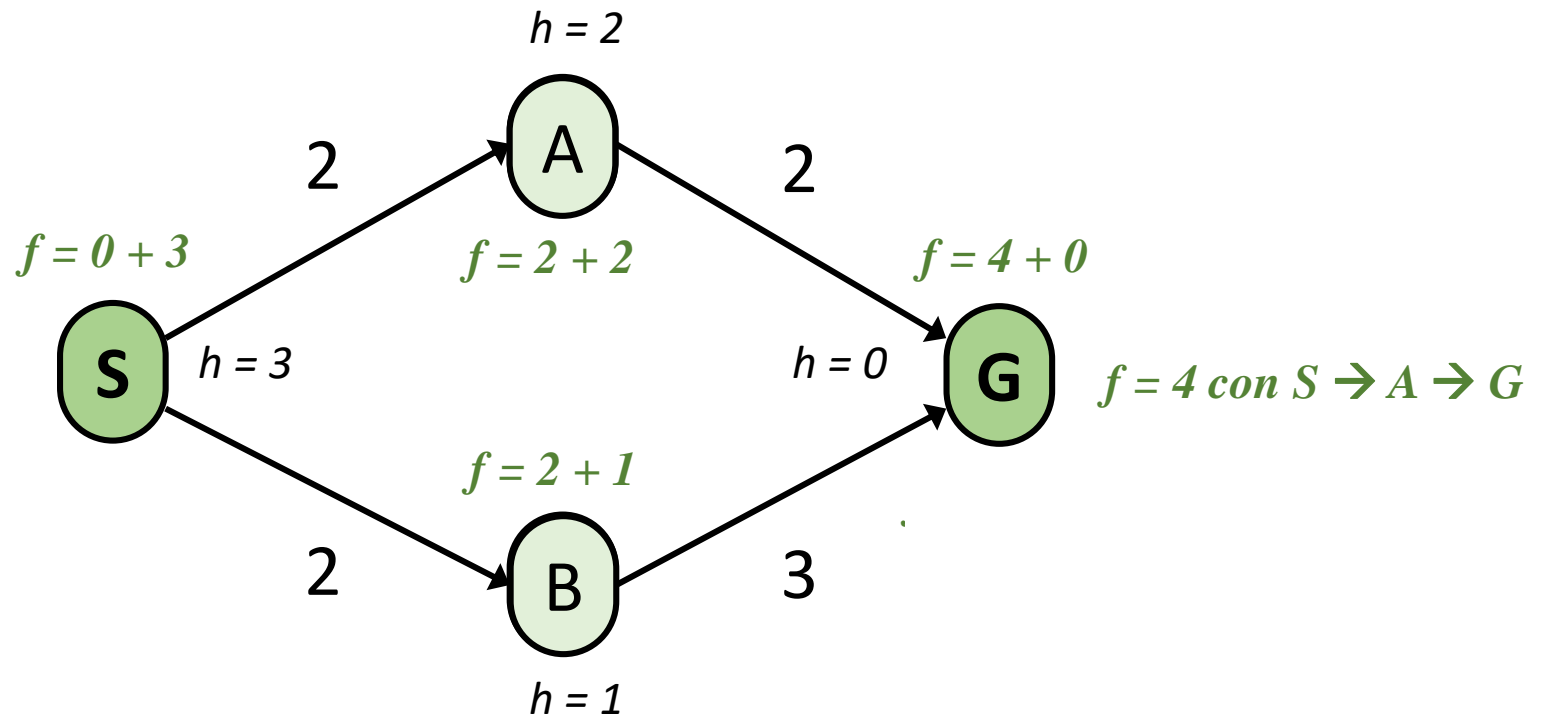 h = 2
A
2
2
f = 0 + 3
f = 2 + 2
f = 4 + 0
S
h = 3
h = 0
G
f = 4 con S → A → G
f = 2 + 1
2
B
3
h = 1